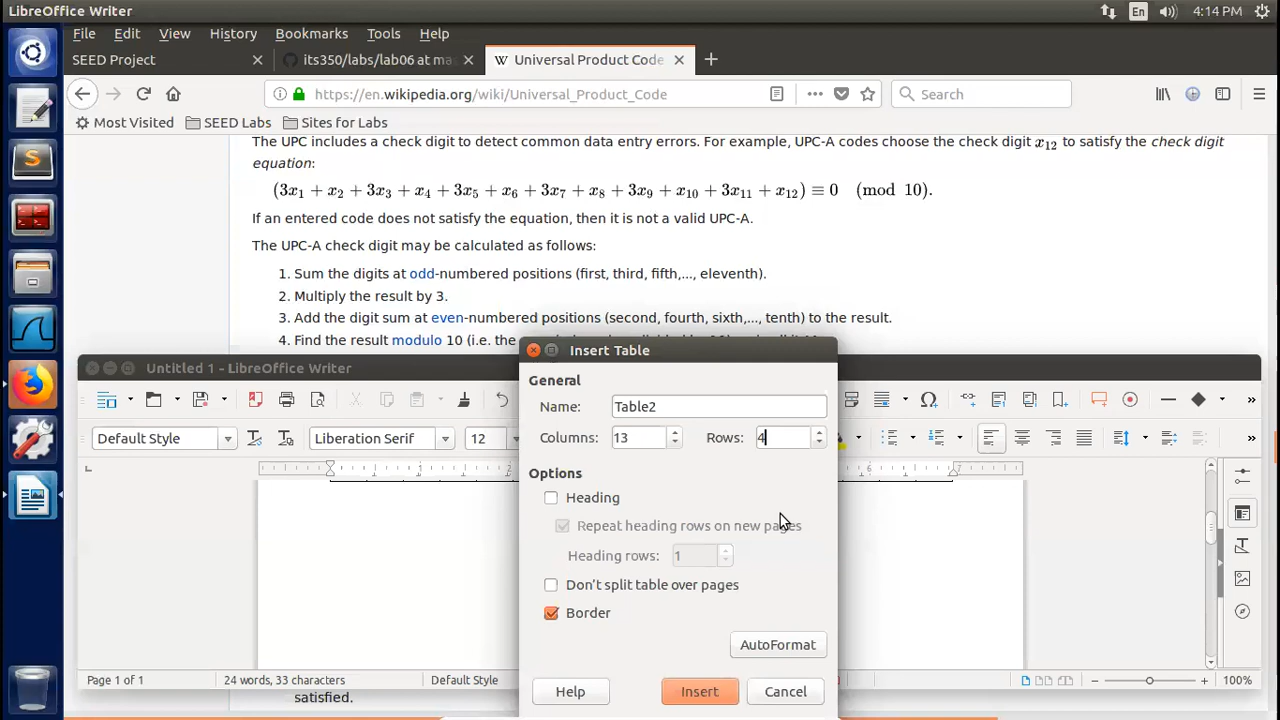 LibreOffice Writer En 4:14 PM
File Edit View History Bookmarks Tools Help
SEED Project its350/labs/lab06 at ma W Universal Product Code
https://en.wikipedia.org/wiki/Universal_Product_Code Search
Most Visited SEED Labs Sites for Labs
The UPC includes a check digit to detect common data entry errors. For example, UPC-A codes choose the check digit x12 to satisfy the check digit
equation:
(3x1 + x2 + 3x3 + x4 + 3x5 + x6 + 3x7 + x8 + 3x9 + x10 + 3x11 + x12) ≡ 0 (mod 10).
If an entered code does not satisfy the equation, then it is not a valid UPC-A.
The UPC-A check digit may be calculated as follows:
1. Sum the digits at odd-numbered positions (first, third, fifth,..., eleventh).
2. Multiply the result by 3.
3. Add the digit sum at even-numbered positions (second, fourth, sixth,..., tenth) to the result.
4. Find the result modulo 10 (i.e. the
Untitled 1 - LibreOffice Writer
Insert Table
General
Name: Table2
Columns: 13 Rows: 4
Default Style Liberation Serif 12
Options
6 7
Heading
Repeat heading rows on new pages
Heading rows: 1
Don't split table over pages
Border
AutoFormat
Page 1 of 1 24 words, 33 characters Default Style 100%
Help Insert Cancel
satisfied.